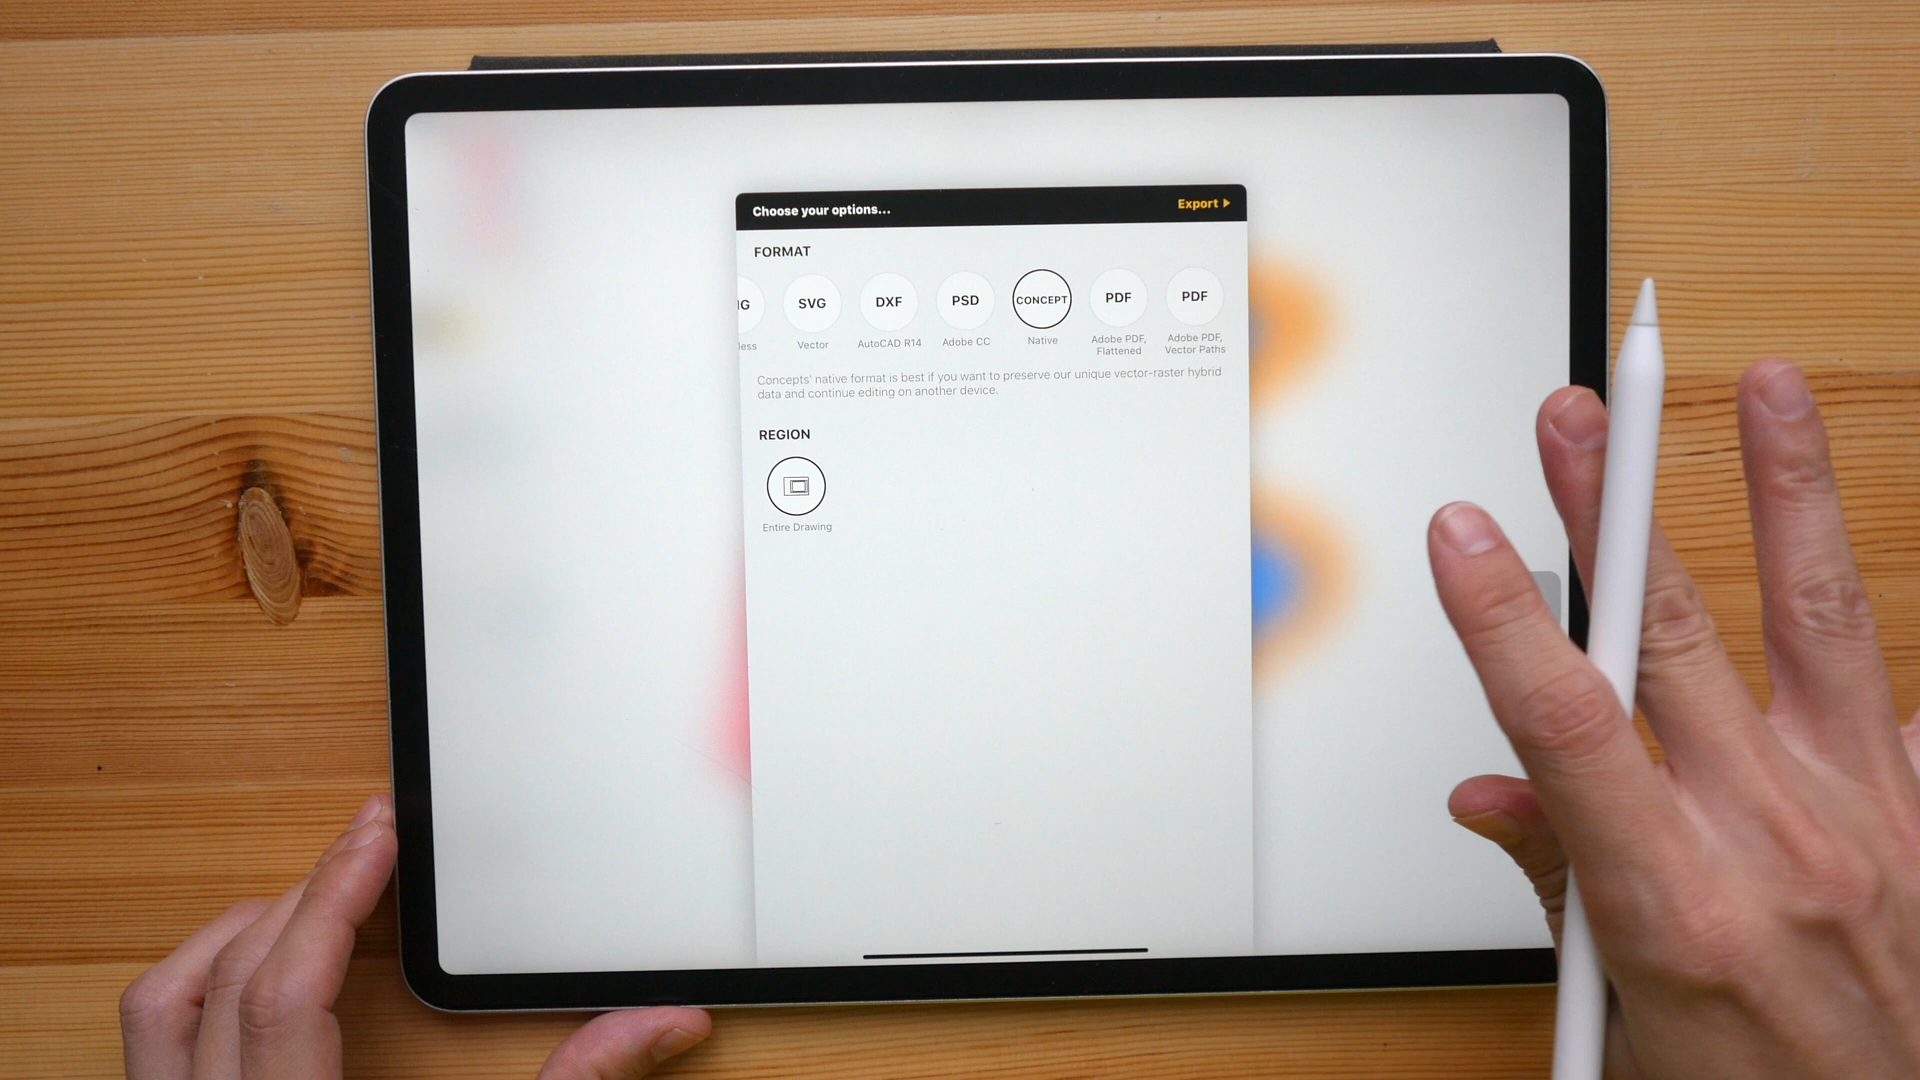 Choose your options...
Export
FORMAT
SVG
DXF
PSD
CONCEPT
PDF
PDF
Vector
AutoCAD R14
Adobe CC
Native
Adobe PDF,
Flattened
Adobe PDF,
Vector Paths
Concepts' native format is best if you want to preserve our unique vector-raster hybrid
data and continue editing on another device.
REGION
Entire Drawing